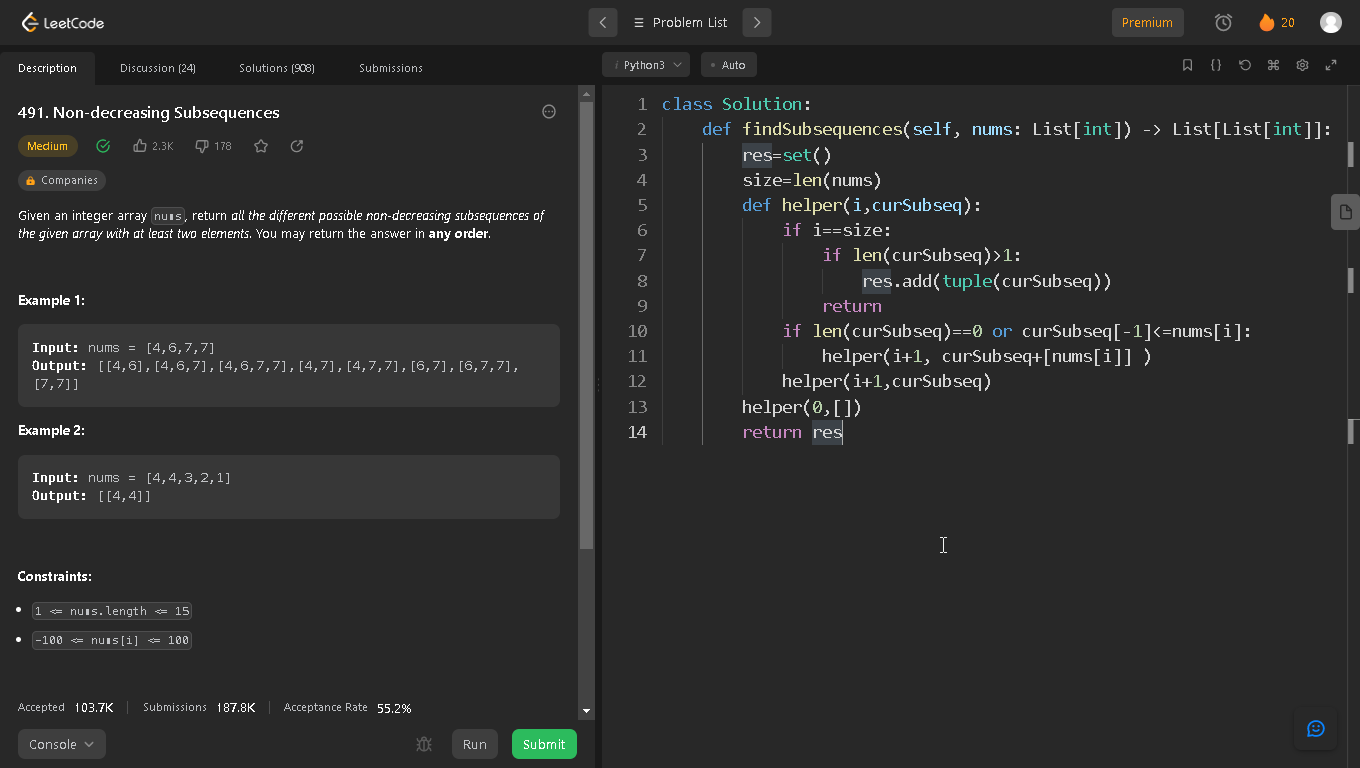 LeetCode
Problem List
Premium
20
Description
Discussion (24)
Solutions (908)
Submissions
i Python3
Auto
491. Non-decreasing Subsequences
Medium
2.3K
178
Companies
Given an integer array nums, return all the different possible non-decreasing subsequences of
the given array with at least two elements. You may return the answer in any order.
Example 1:
Input: nums = [4,6,7,7]
Output: [[4,6],[4,6,7],[4,6,7,7],[4,7],[4,7,7],[6,7],[6,7,7],
[7,7]]
Example 2:
Input: nums = [4,4,3,2,1]
Output: [[4,4]]
Constraints:
1 <= nums.length <= 15
-100 <= nums[i] <= 100
Accepted 103.7K
Submissions 187.8K
Acceptance Rate 55.2%
Console
Run
Submit
1 class Solution:
2     def findSubsequences(self, nums: List[int]) -> List[List[int]]:
3         res=set()
4         size=len(nums)
5         def helper(i,curSubseq):
6             if i==size:
7                 if len(curSubseq)>1:
8                     res.add(tuple(curSubseq))
9                 return
10             if len(curSubseq)==0 or curSubseq[-1]<=nums[i]:
11                 helper(i+1, curSubseq+[nums[i]] )
12             helper(i+1,curSubseq)
13         helper(0,[])
14         return res